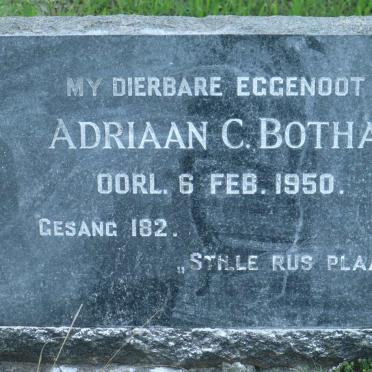 MY DIERBARE EGGENOOT
ADRIAAN C. BOTHA
OORL. 6 FEB. 1950.
GESANG 182.
„STILLE RUS